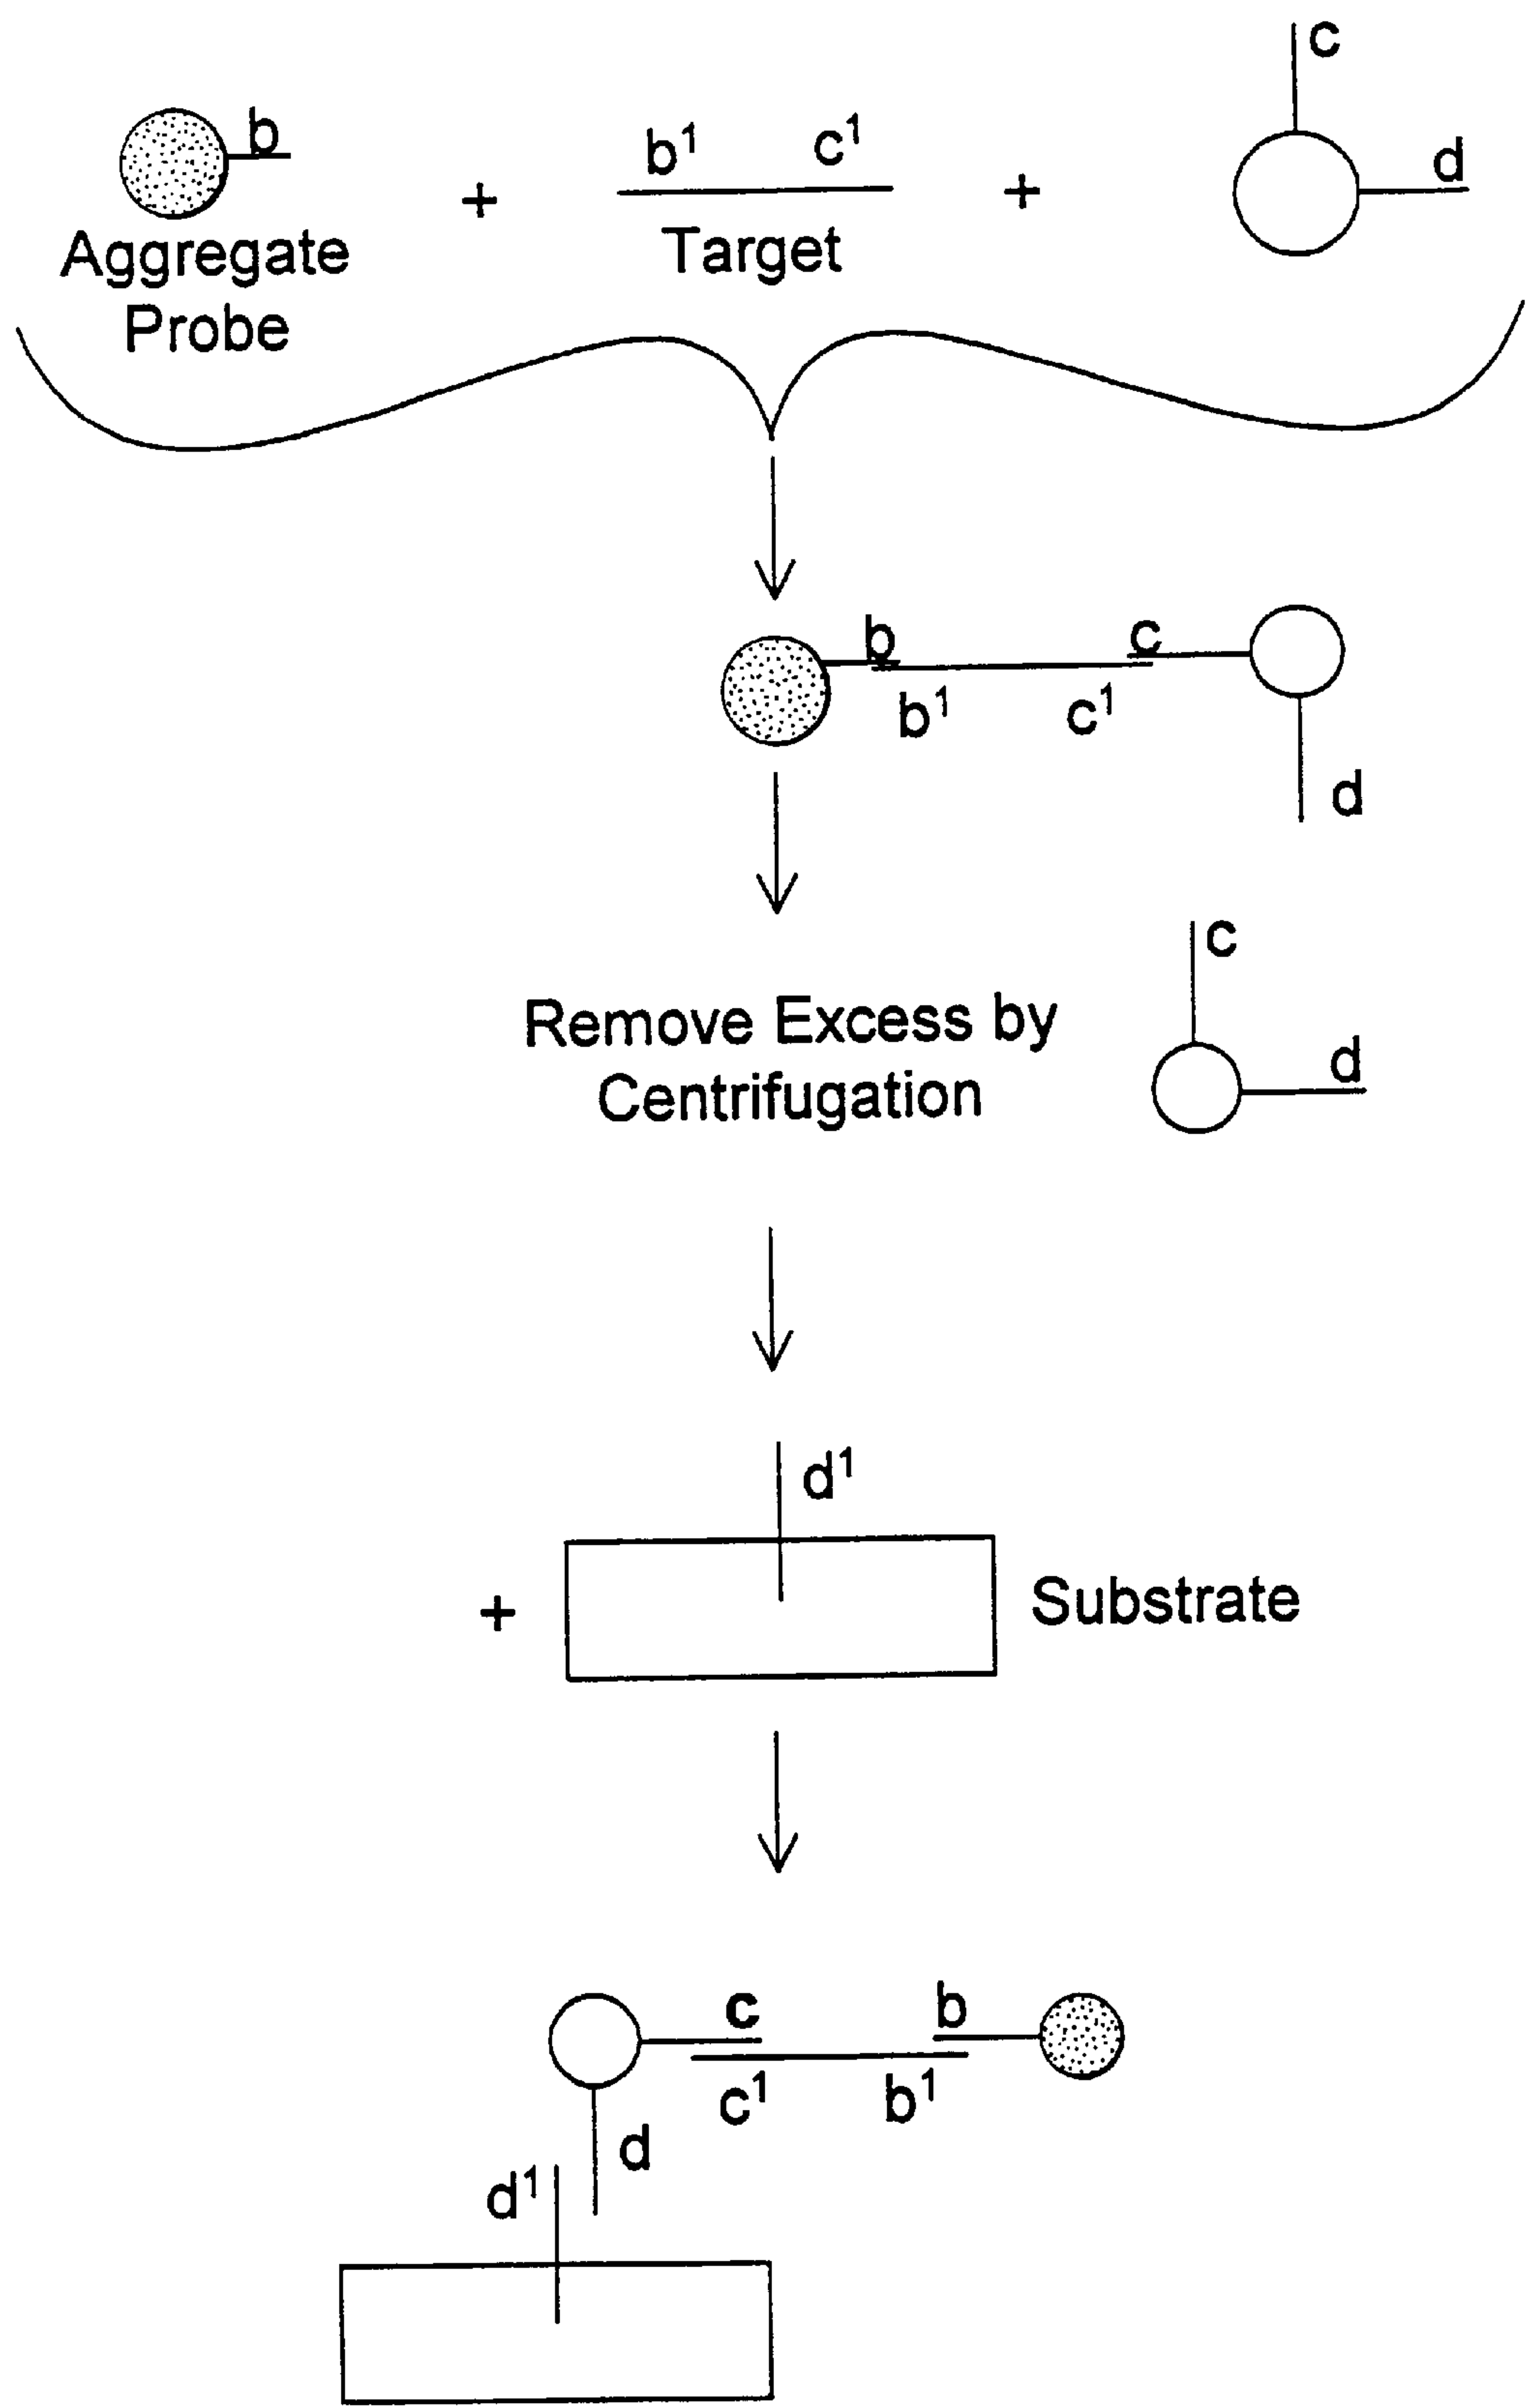 c
b
b¹ c¹
d
+
+
Aggregate
Probe
Target
b
c
b¹
c¹
d
c
Remove Excess by
Centrifugation
d
d¹
+
Substrate
c
b
c¹
b¹
d
d¹